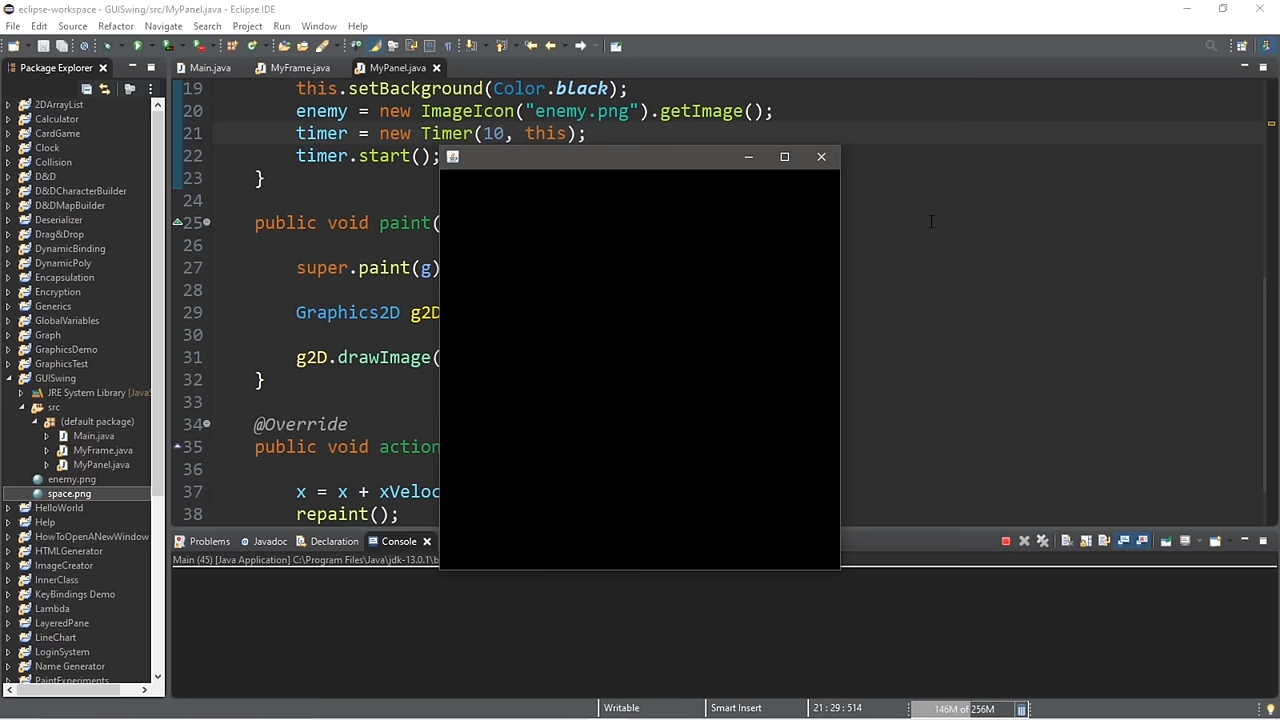 eclipse-workspace - GUISwing/src/MyPanel.java - Eclipse IDE
File Edit Source Refactor Navigate Search Project Run Window Help
Package Explorer
Main.java MyFrame.java MyPanel.java
2DArrayList
Calculator
CardGame
Clock
Collision
D&D
D&DCharacterBuilder
D&DMapBuilder
Deserializer
Drag&Drop
DynamicBinding
DynamicPoly
Encapsulation
Encryption
Generics
GlobalVariables
Graph
GraphicsDemo
GraphicsTest
GUISwing
JRE System Library [JavaS
src
(default package)
Main.java
MyFrame.java
MyPanel.java
enemy.png
space.png
HelloWorld
Help
HowToOpenANewWindow
HTMLGenerator
ImageCreator
InnerClass
KeyBindings Demo
Lambda
LayeredPane
LineChart
LoginSystem
Name Generator
PaintExperiments
19 this.setBackground(Color.black);
20 enemy = new ImageIcon("enemy.png").getImage();
21 timer = new Timer(10, this);
22 timer.start();
23 }
24
25 public void paint(
26
27 super.paint(g)
28
29 Graphics2D g2D
30
31 g2D.drawImage(
32 }
33
34 @Override
35 public void action
36
37 x = x + xVeloc
38 repaint();
Problems Javadoc Declaration Console
Main (45) [Java Application] C:\Program Files\Java\jdk-13.0.1\b
Writable Smart Insert 21 : 29 : 514 146M of 256M